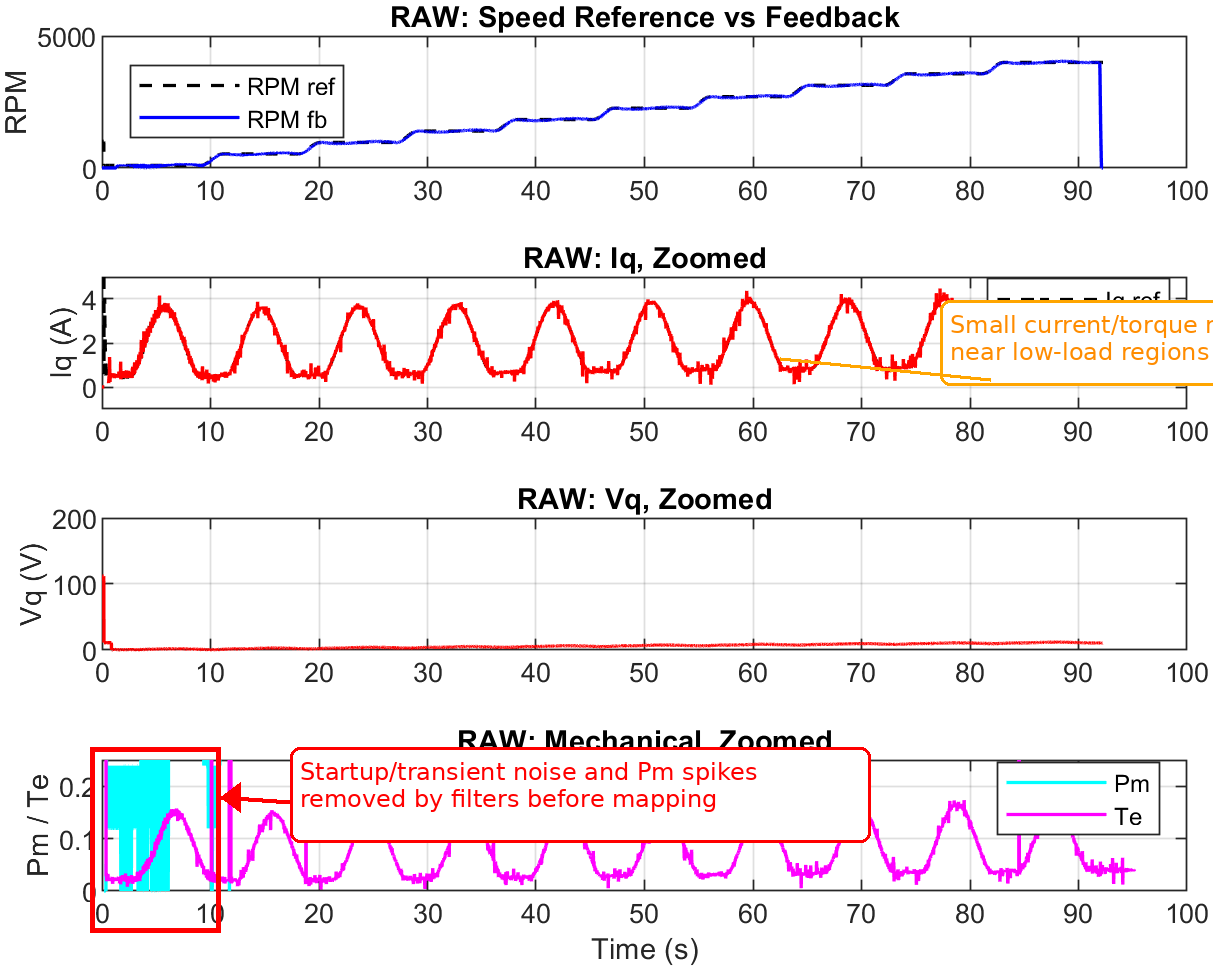 RAW: Speed Reference vs Feedback
5000
0
RPM
RPM ref
RPM fb
0 10 20 30 40 50 60 70 80 90 100
RAW: Iq, Zoomed
4
2
0
Iq (A)
Iq ref
Small current/torque r
near low-load regions
0 10 20 30 40 50 60 70 80 90 100
RAW: Vq, Zoomed
200
100
0
Vq (V)
0 10 20 30 40 50 60 70 80 90 100
RAW: Mechanical, Zoomed
0.2
0.1
0
Pm / Te
Startup/transient noise and Pm spikes
removed by filters before mapping
Pm
Te
0 10 20 30 40 50 60 70 80 90 100
Time (s)